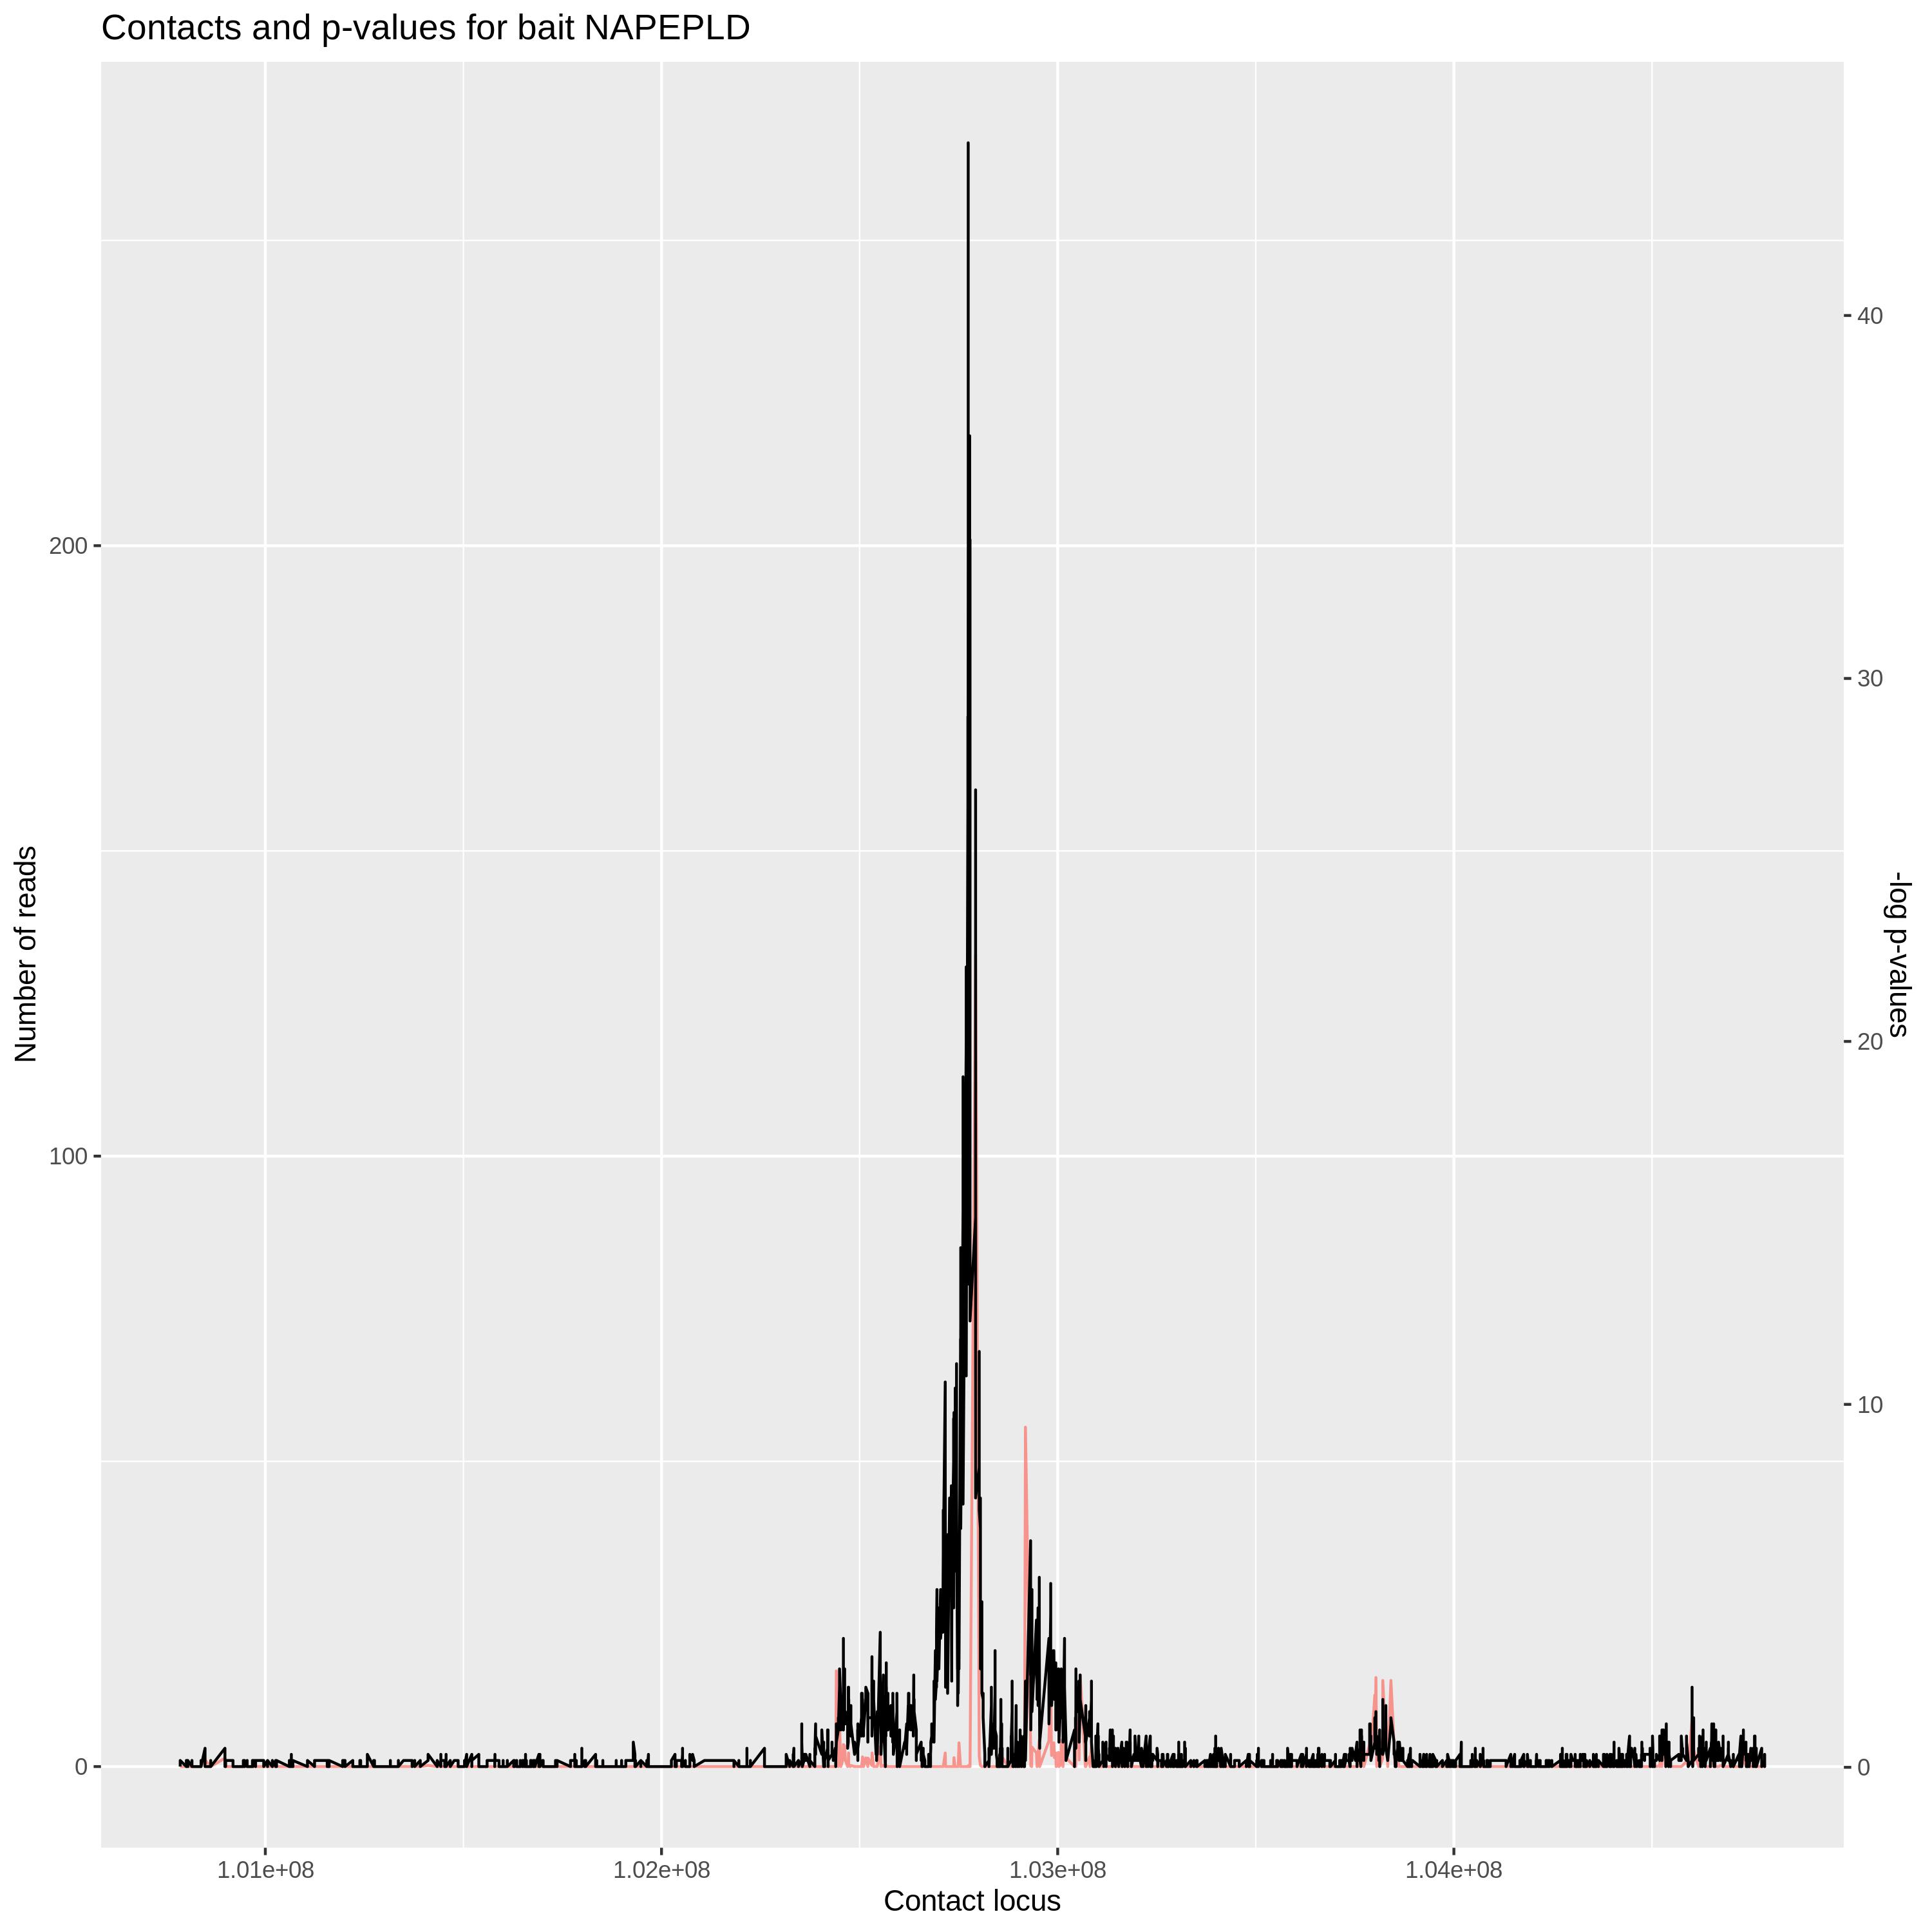 Contacts and p-values for bait NAPEPLD
Number of reads
200
100
0
-log p-values
40
30
20
10
0
1.01e+08
1.02e+08
1.03e+08
1.04e+08
Contact locus